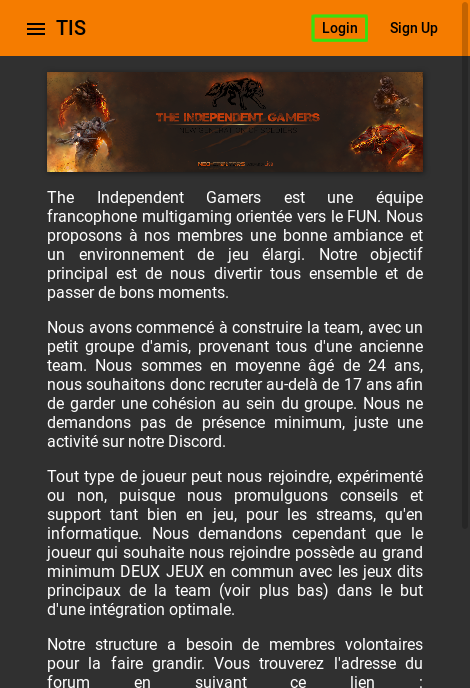 TIS
Login
Sign Up
THE INDEPENDENT GAMERS
The Independent Gamers est une équipe
francophone multigaming orientée vers le FUN. Nous
proposons à nos membres une bonne ambiance et
un environnement de jeu élargi. Notre objectif
principal est de nous divertir tous ensemble et de
passer de bons moments.
Nous avons commencé à construire la team, avec un
petit groupe d'amis, provenant tous d'une ancienne
team. Nous sommes en moyenne âgé de 24 ans,
nous souhaitons donc recruter au-delà de 17 ans afin
de garder une cohésion au sein du groupe. Nous ne
demandons pas de présence minimum, juste une
activité sur notre Discord.
Tout type de joueur peut nous rejoindre, expérimenté
ou non, puisque nous promulguons conseils et
support tant bien en jeu, pour les streams, qu'en
informatique. Nous demandons cependant que le
joueur qui souhaite nous rejoindre possède au grand
minimum DEUX JEUX en commun avec les jeux dits
principaux de la team (voir plus bas) dans le but
d'une intégration optimale.
Notre structure a besoin de membres volontaires
pour la faire grandir. Vous trouverez l'adresse du
forum en suivant ce lien :